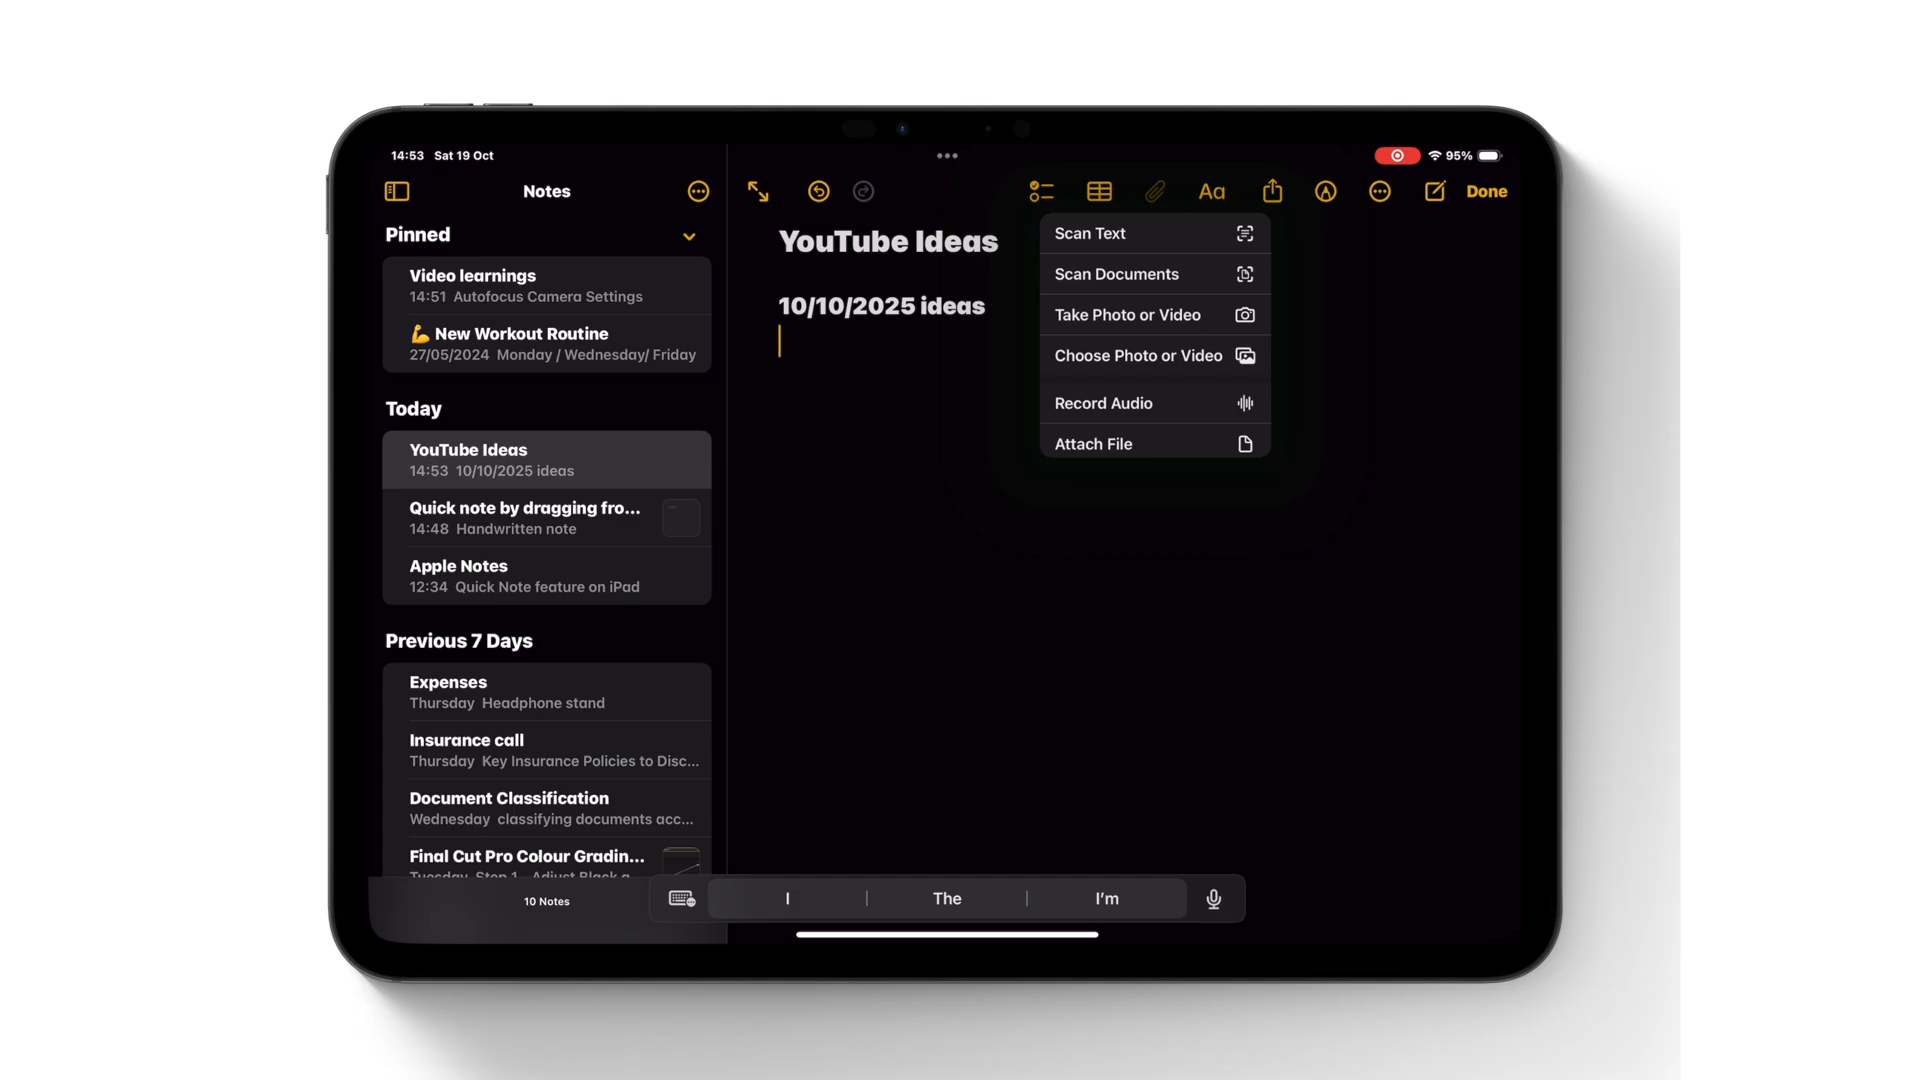 14:53 Sat 19 Oct
95%
Notes
Done
Pinned
Video learnings
14:51 Autofocus Camera Settings
💪 New Workout Routine
27/05/2024 Monday / Wednesday/ Friday
Today
YouTube Ideas
14:53 10/10/2025 ideas
Quick note by dragging fro...
14:48 Handwritten note
Apple Notes
12:34 Quick Note feature on iPad
Previous 7 Days
Expenses
Thursday Headphone stand
Insurance call
Thursday Key Insurance Policies to Disc...
Document Classification
Wednesday classifying documents acc...
Final Cut Pro Colour Gradin...
Tuesday Step 1 Adjust Black
10 Notes
Aa
YouTube Ideas
10/10/2025 ideas
Scan Text
Scan Documents
Take Photo or Video
Choose Photo or Video
Record Audio
Attach File
I
The
I'm